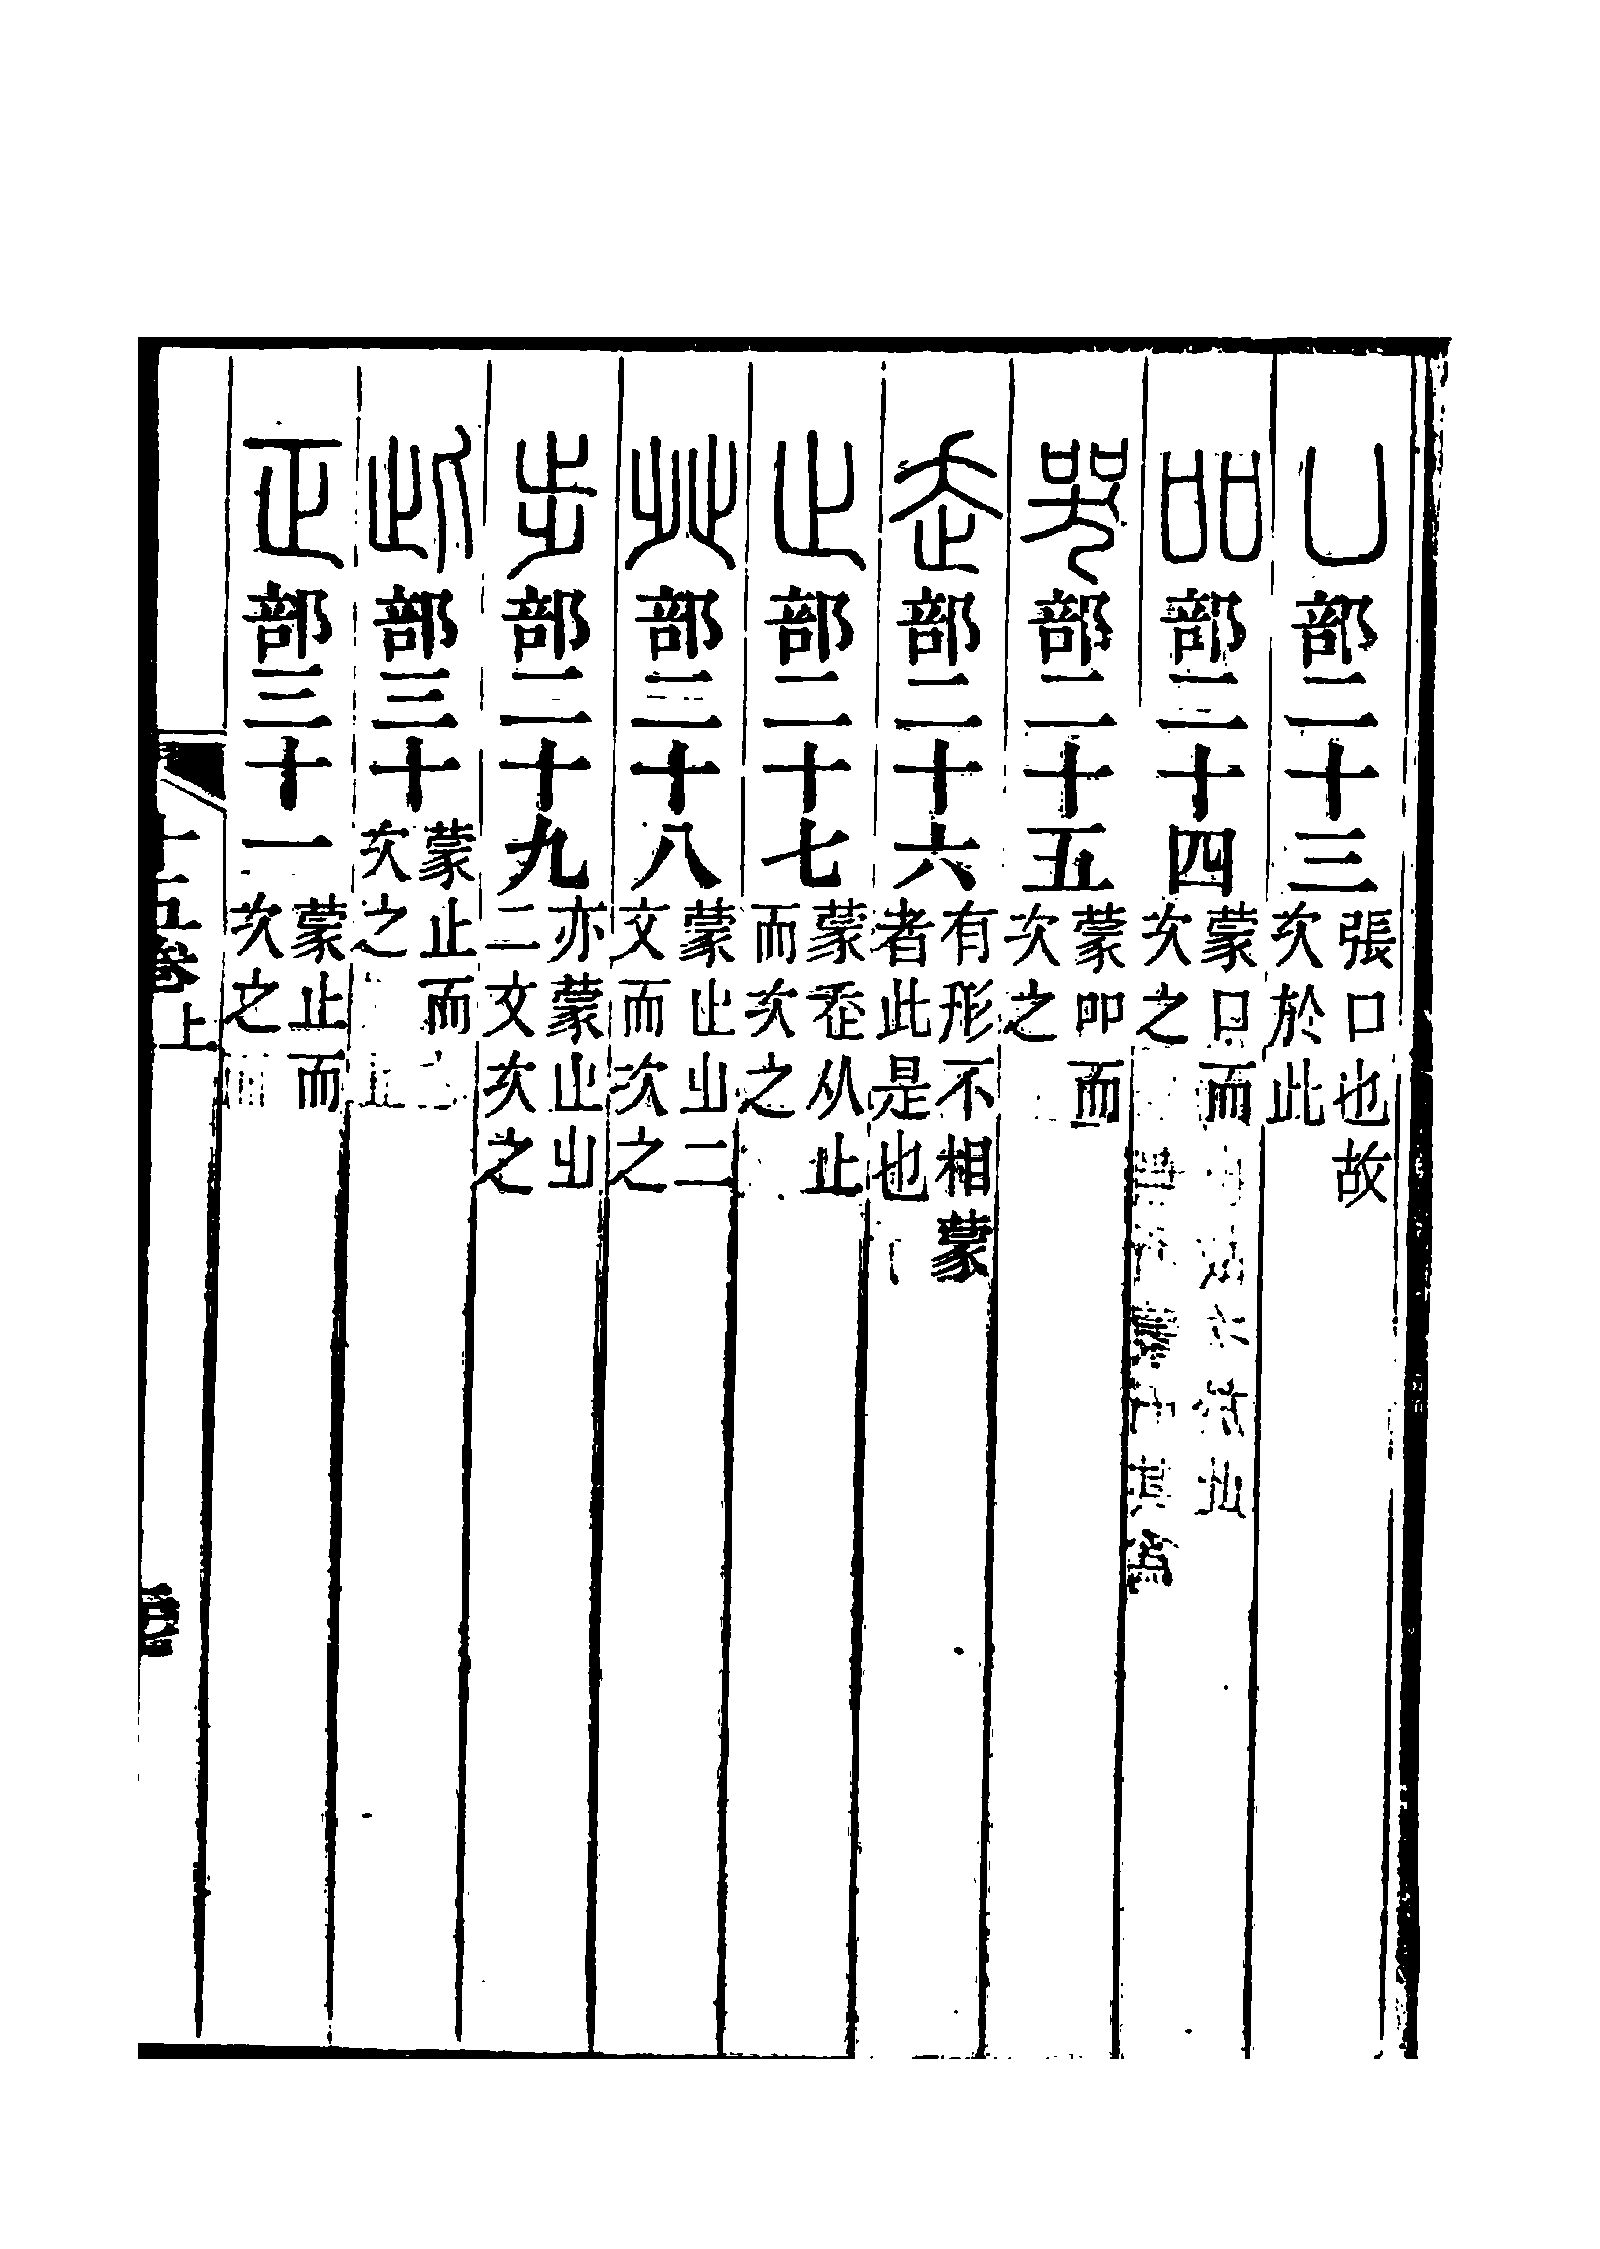 凵部二十三張口也故次於此
吅部二十四蒙口而次之
哭部二十五蒙吅而次之
走部二十六有形不相蒙者此是也
止部二十七蒙走从止而次之
癶部二十八蒙止㞢二文而次之
步部二十九亦蒙止㞢二文次之
此部三十蒙止而次之
正部三十一蒙止而次之
十五卷上